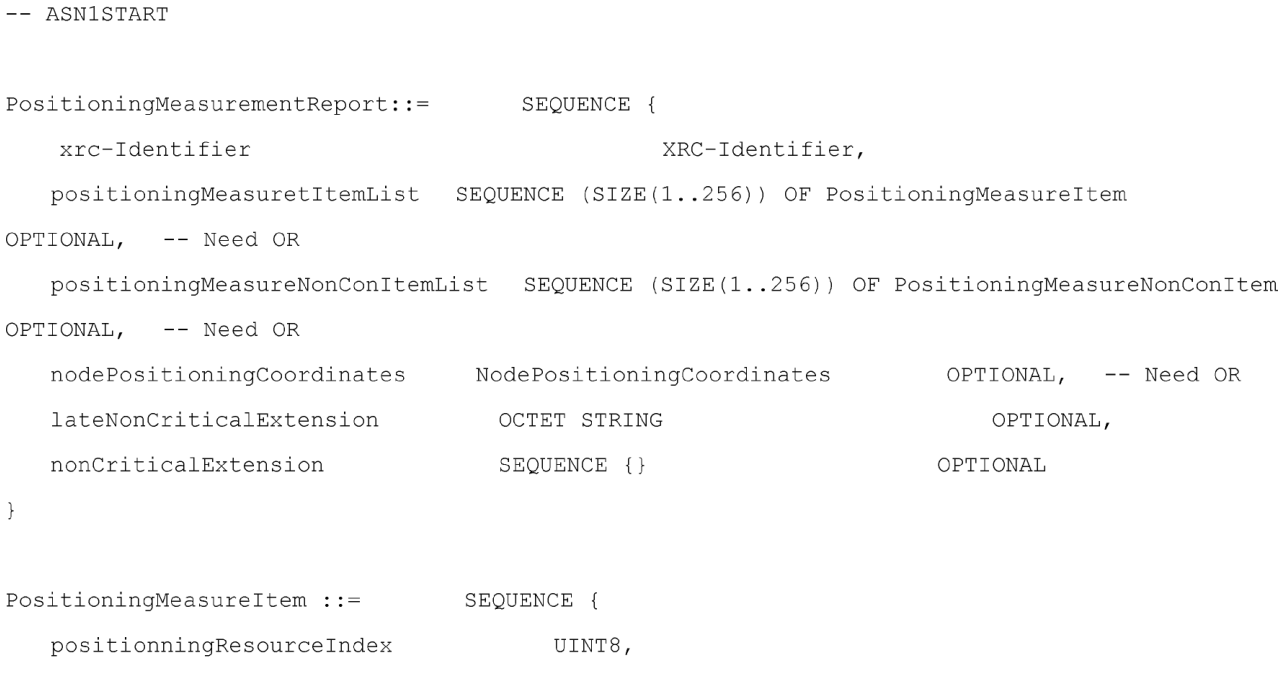 -- ASN1START
PositioningMeasurementReport::= SEQUENCE {
xrc-Identifier XRC-Identifier,
positioningMeasuretItemList SEQUENCE (SIZE(1..256)) OF PositioningMeasureItem
OPTIONAL, -- Need OR
positioningMeasureNonConItemList SEQUENCE (SIZE(1..256)) OF PositioningMeasureNonConItem
OPTIONAL, -- Need OR
nodePositioningCoordinates NodePositioningCoordinates OPTIONAL, -- Need OR
lateNonCriticalExtension OCTET STRING OPTIONAL,
nonCriticalExtension SEQUENCE {} OPTIONAL
}
PositioningMeasureItem ::= SEQUENCE {
positionningResourceIndex UINT8,